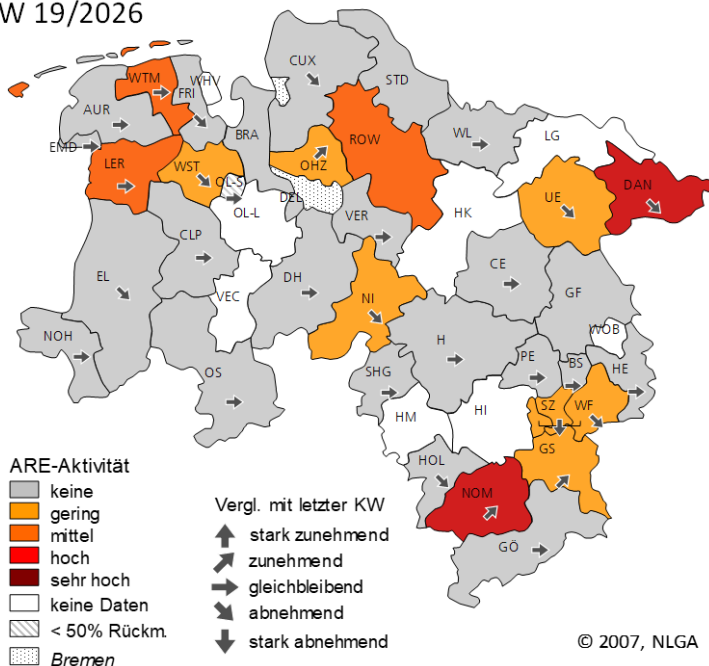 W 19/2026
CUX
STD
WTM
WHV
FRI
AUR
BRA
ROW
WL
LG
EMD
LER
WST
OHZ
OL-S
DEL
OL-L
VER
HK
UE
DAN
CLP
EL
VEC
DH
NI
CE
GF
NOH
OS
H
WOB
PE
BS
HE
SHG
HM
HI
SZ
WF
GS
HOL
NOM
GÖ
ARE-Aktivität
keine
gering
mittel
hoch
sehr hoch
keine Daten
< 50% Rückm.
Bremen
Vergl. mit letzter KW
stark zunehmend
zunehmend
gleichbleibend
abnehmend
stark abnehmend
© 2007, NLGA